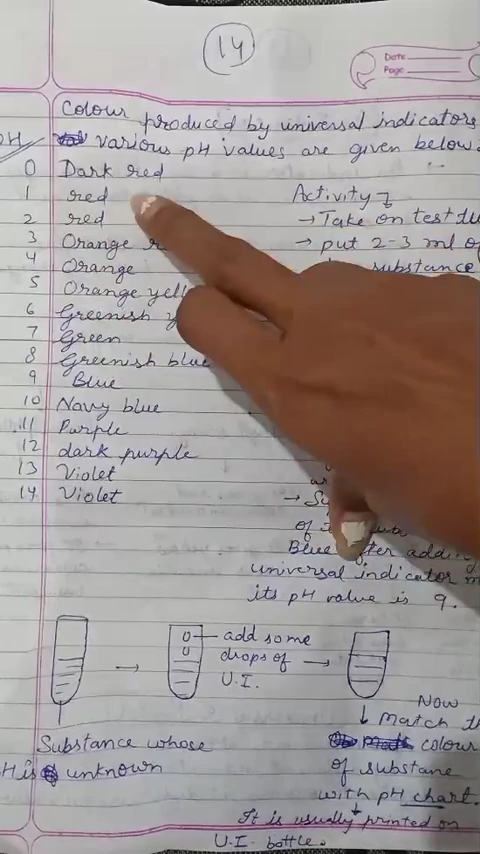 14
Date
Page
Colour produced by universal indicators
various pH values are given below:
pH
0 Dark red
1 red
2 red
3 Orange
4 Orange
5 Orange
6 Greenish
7 Green
8 Greenish blue
9 Blue
10 Navy blue
11 Purple
12 dark purple
13 Violet
14 Violet
Activity
→ Take on test
→ put 2-3 ml
substance
→
of
Blue after
universal indicator
its pH value is 9.
→ add some
drops of →
U.I.
Substance whose
is unknown
Now
↓ Match
colour
of substane
with pH chart.
It is usually printed on
U.I. bottle.